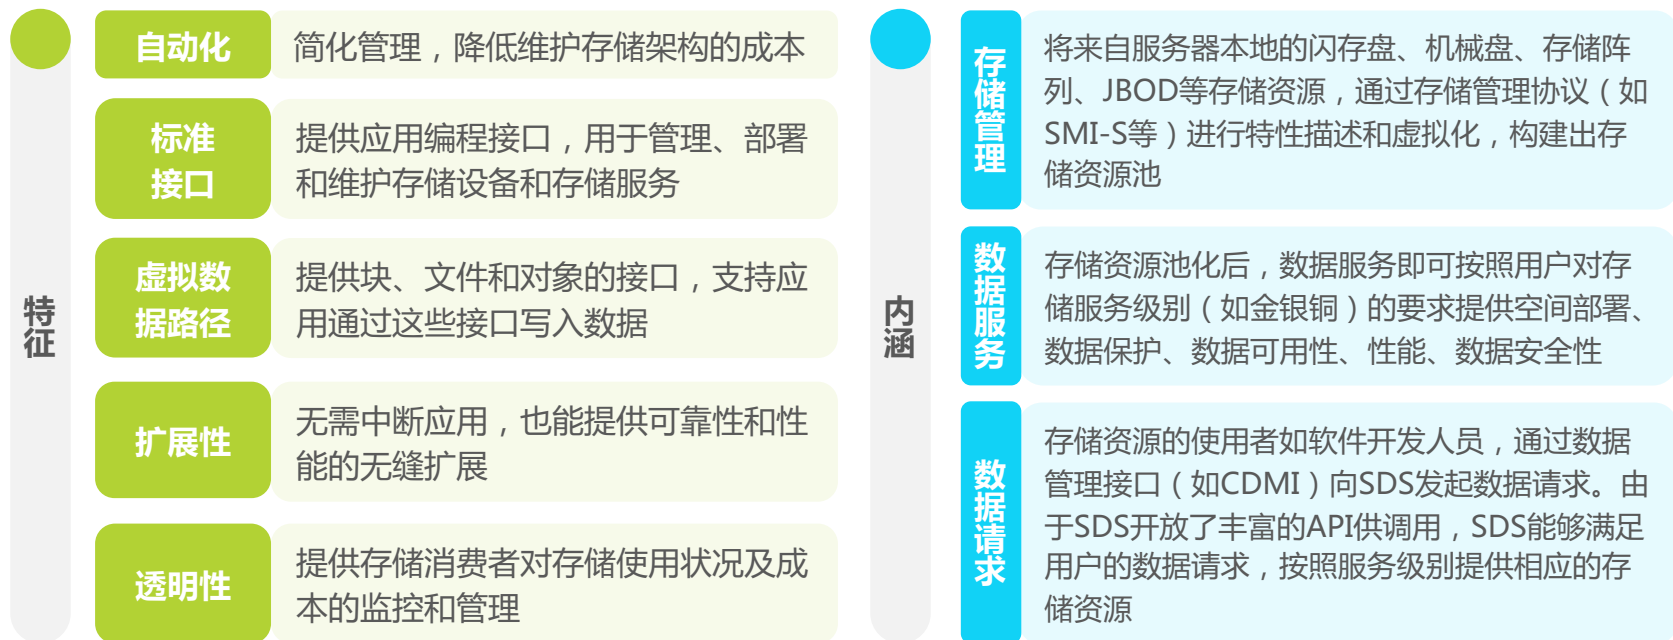 特征
自动化
简化管理，降低维护存储架构的成本
标准
接口
提供应用编程接口，用于管理、部署
和维护存储设备和存储服务
虚拟数
据路径
提供块、文件和对象的接口，支持应
用通过这些接口写入数据
扩展性
无需中断应用，也能提供可靠性和性
能的无缝扩展
透明性
提供存储消费者对存储使用状况及成
本的监控和管理
内涵
存储管理
将来自服务器本地的闪存盘、机械盘、存储阵
列、JBOD等存储资源，通过存储管理协议（如
SMI-S等）进行特性描述和虚拟化，构建出存
储资源池
数据服务
存储资源池化后，数据服务即可按照用户对存
储服务级别（如金银铜）的要求提供空间部署、
数据保护、数据可用性、性能、数据安全性
数据请求
存储资源的使用者如软件开发人员，通过数据
管理接口（如CDMI）向SDS发起数据请求。由
于SDS开放了丰富的API供调用，SDS能够满足
用户的数据请求，按照服务级别提供相应的存
储资源